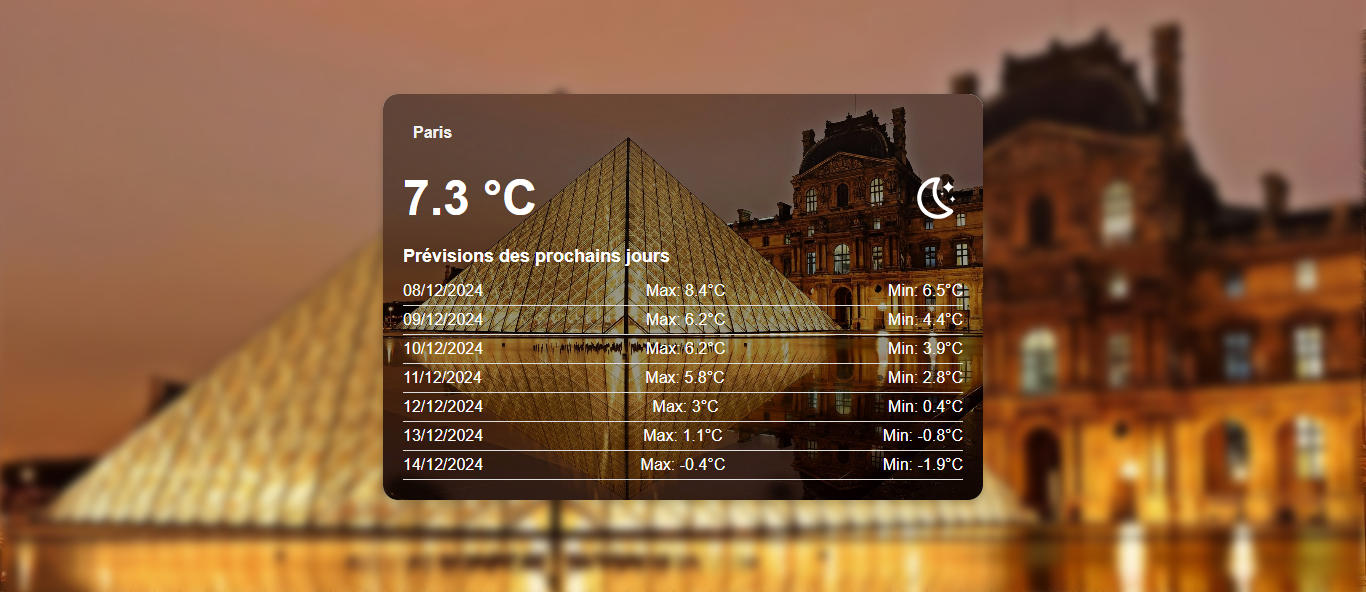 Paris
7.3 °C
Prévisions des prochains jours
08/12/2024 Max: 8.4°C Min: 6.5°C
09/12/2024 Max: 6.2°C Min: 4.4°C
10/12/2024 Max: 6.2°C Min: 3.9°C
11/12/2024 Max: 5.8°C Min: 2.8°C
12/12/2024 Max: 3°C Min: 0.4°C
13/12/2024 Max: 1.1°C Min: -0.8°C
14/12/2024 Max: -0.4°C Min: -1.9°C